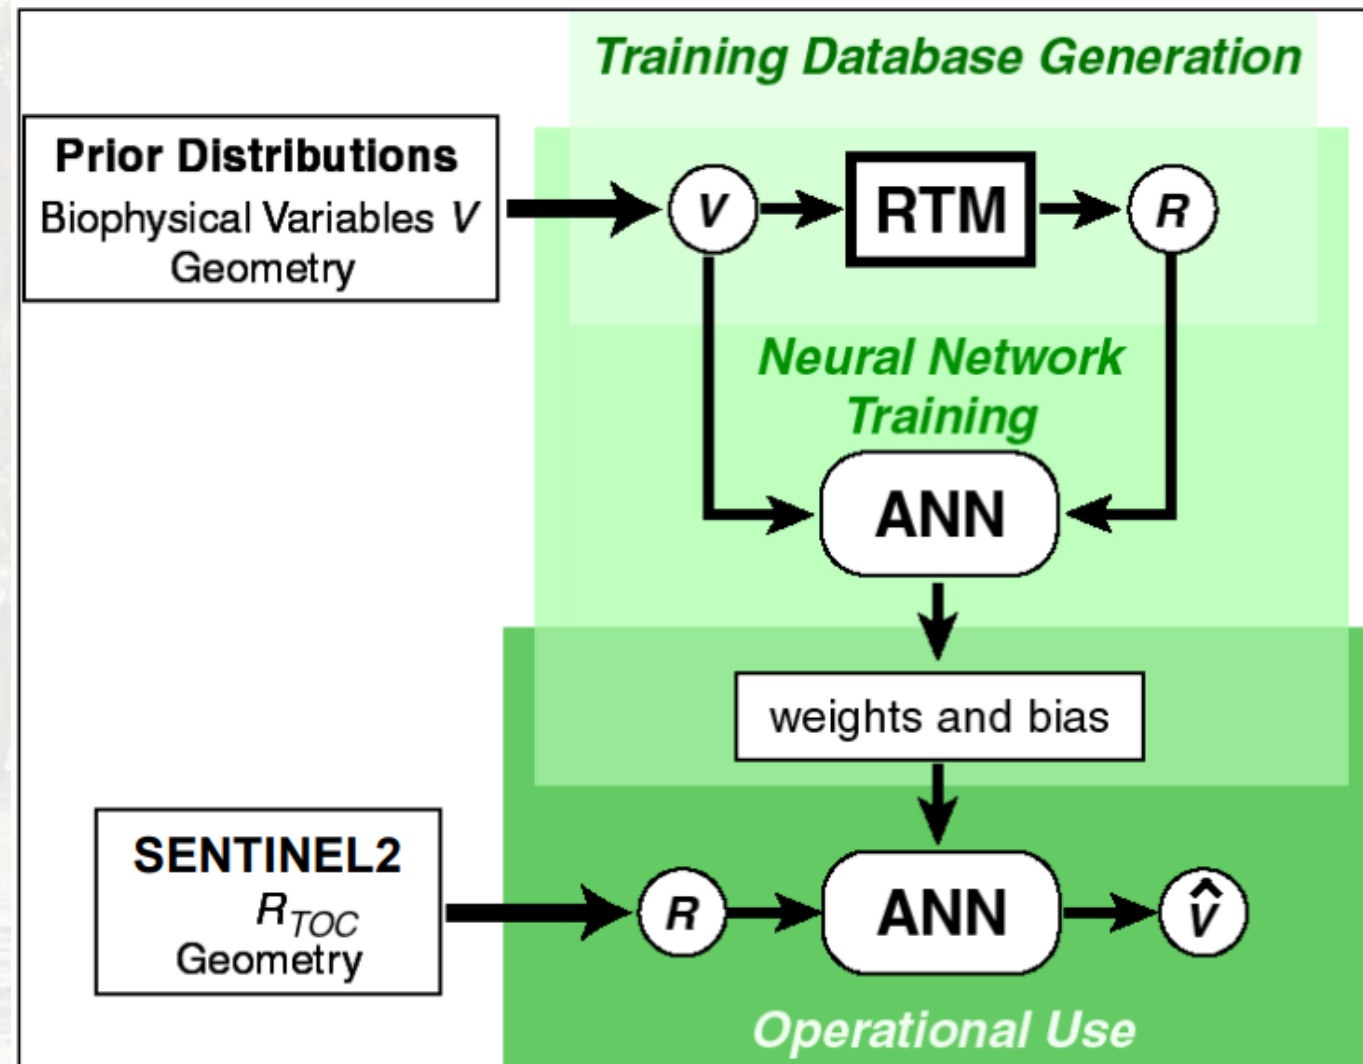 Training Database Generation
Prior Distributions
Biophysical Variables V
Geometry
V
RTM
R
Neural Network
Training
ANN
weights and bias
SENTINEL2
R_TOC
Geometry
R
ANN
V̂
Operational Use